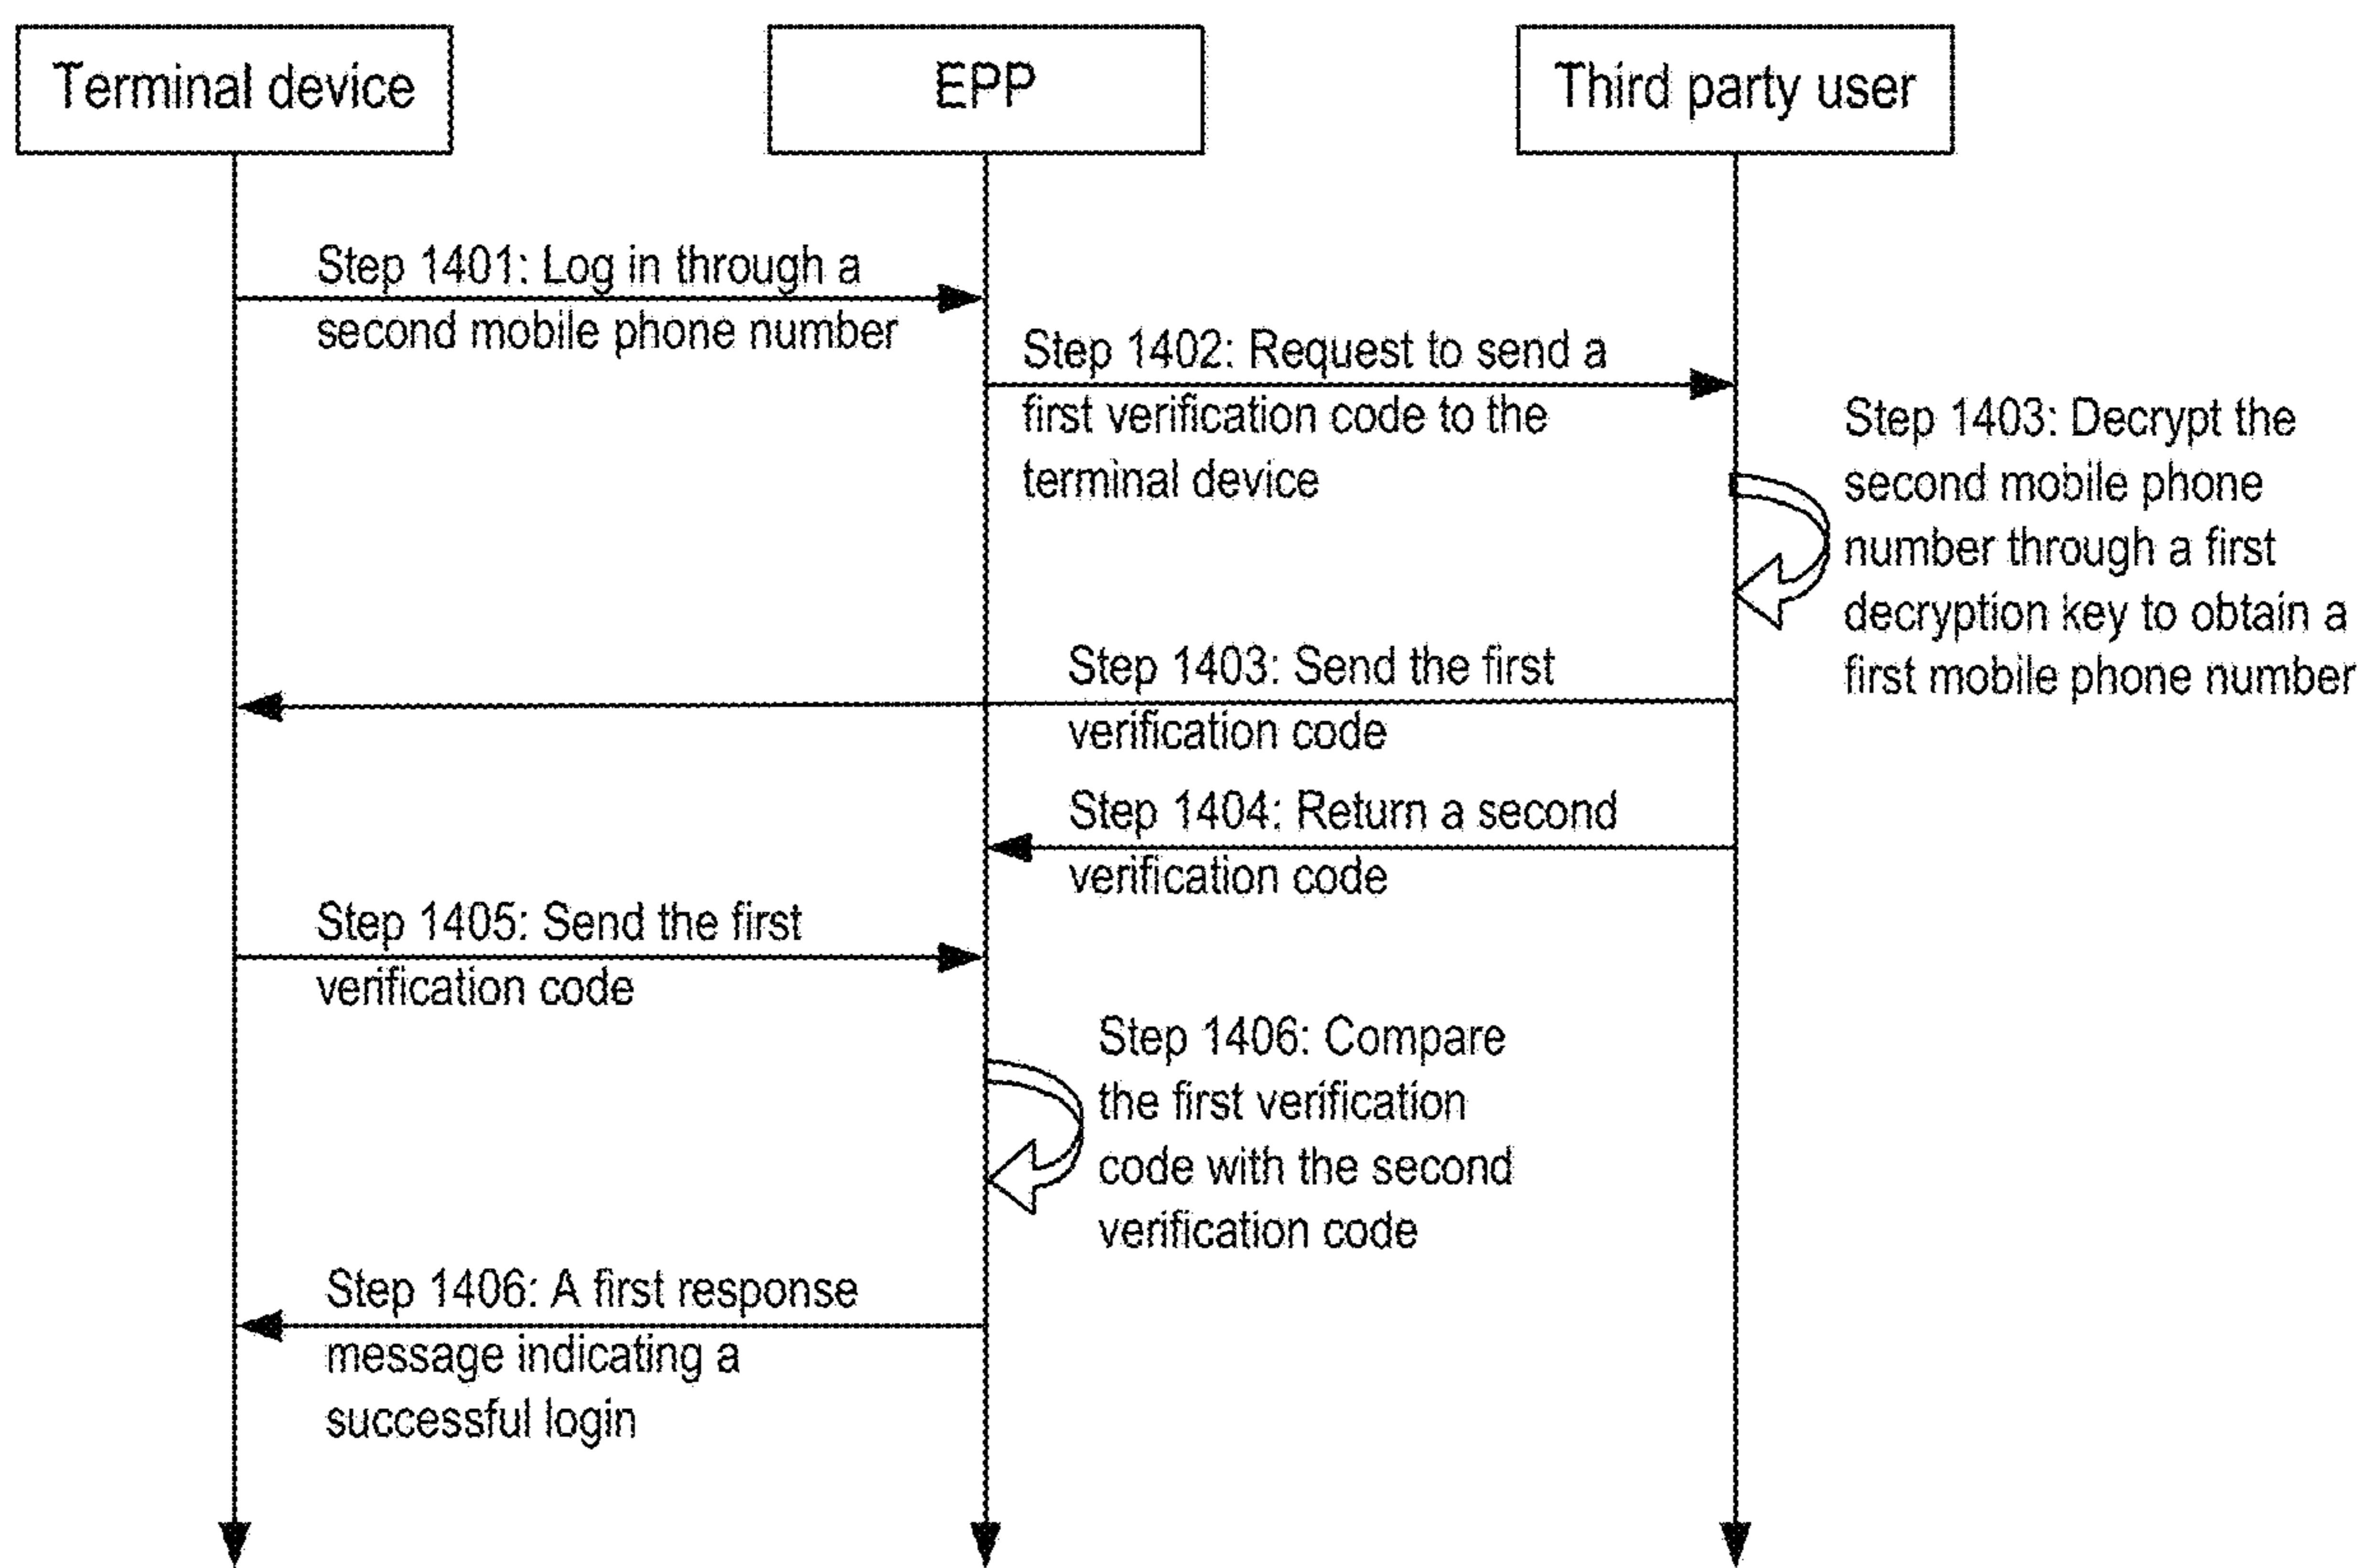 Terminal device
EPP
Third party user
Step 1401: Log in through a
second mobile phone number
Step 1402: Request to send a
first verification code to the
terminal device
Step 1403: Decrypt the
second mobile phone
number through a first
decryption key to obtain a
first mobile phone number
Step 1403: Send the first
verification code
Step 1404: Return a second
verification code
Step 1405: Send the first
verification code
Step 1406: Compare
the first verification
code with the second
verification code
Step 1406: A first response
message indicating a
successful login